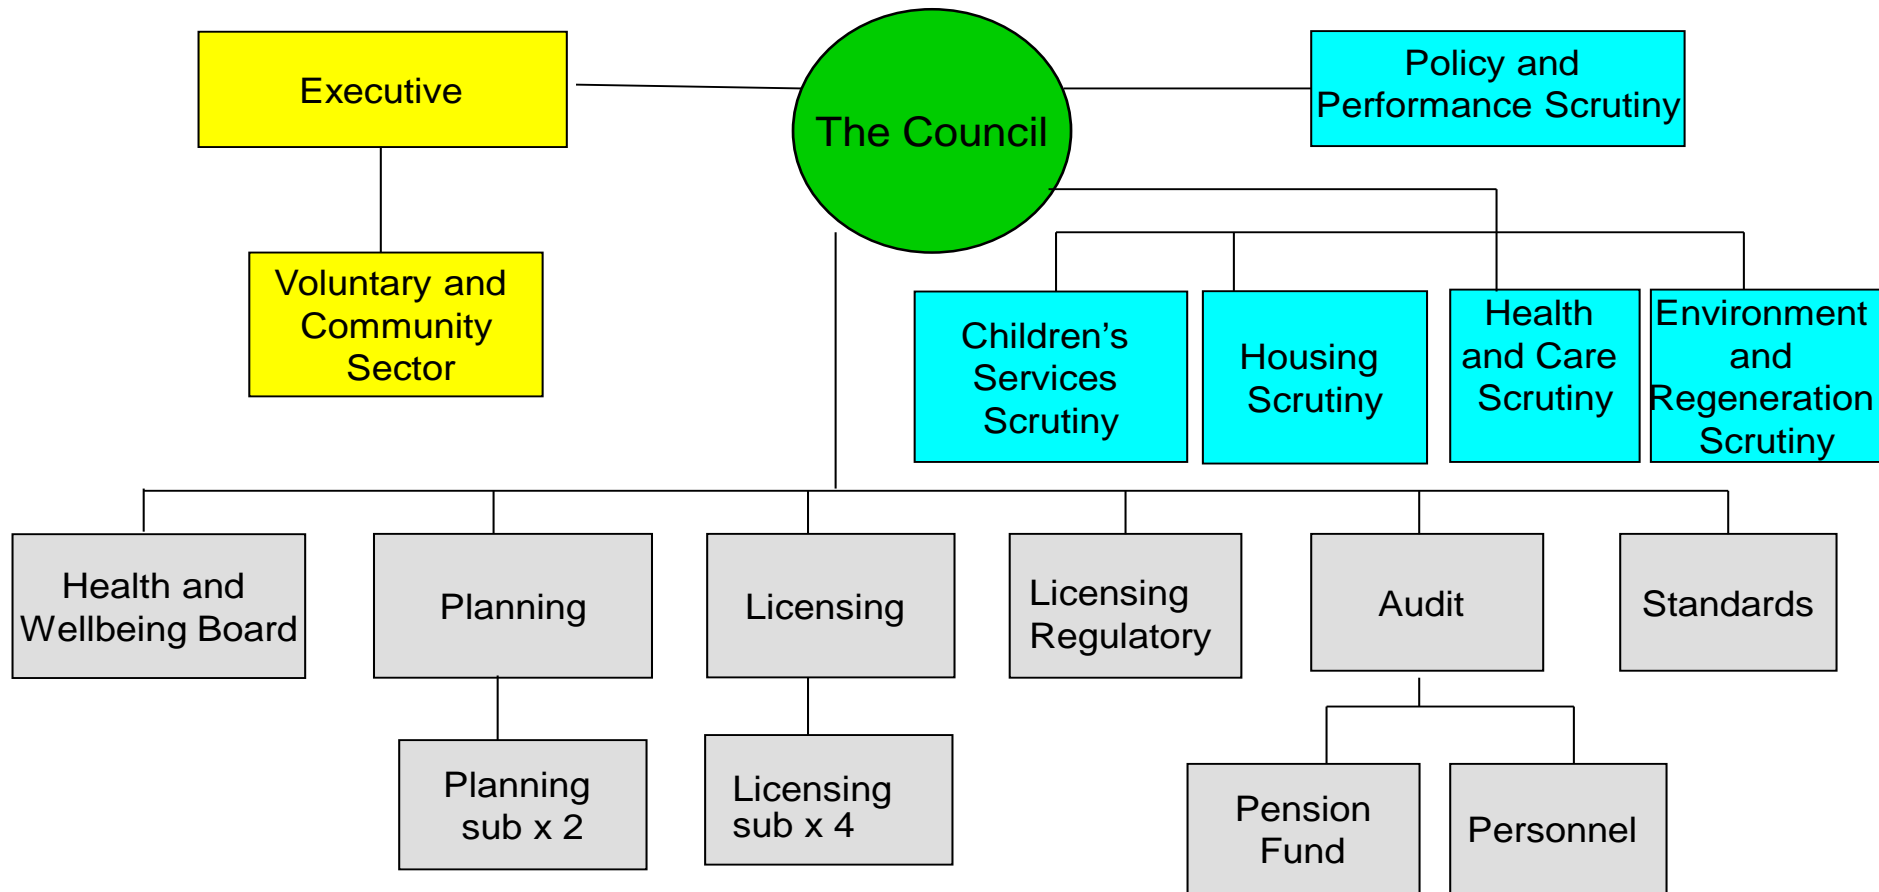 Executive
The Council
Policy and
Performance Scrutiny
Voluntary and
Community
Sector
Children’s
Services
Scrutiny
Housing
Scrutiny
Health
and Care
Scrutiny
Environment
and
Regeneration
Scrutiny
Health and
Wellbeing Board
Planning
Licensing
Licensing
Regulatory
Audit
Standards
Planning
sub x 2
Licensing
sub x 4
Pension
Fund
Personnel